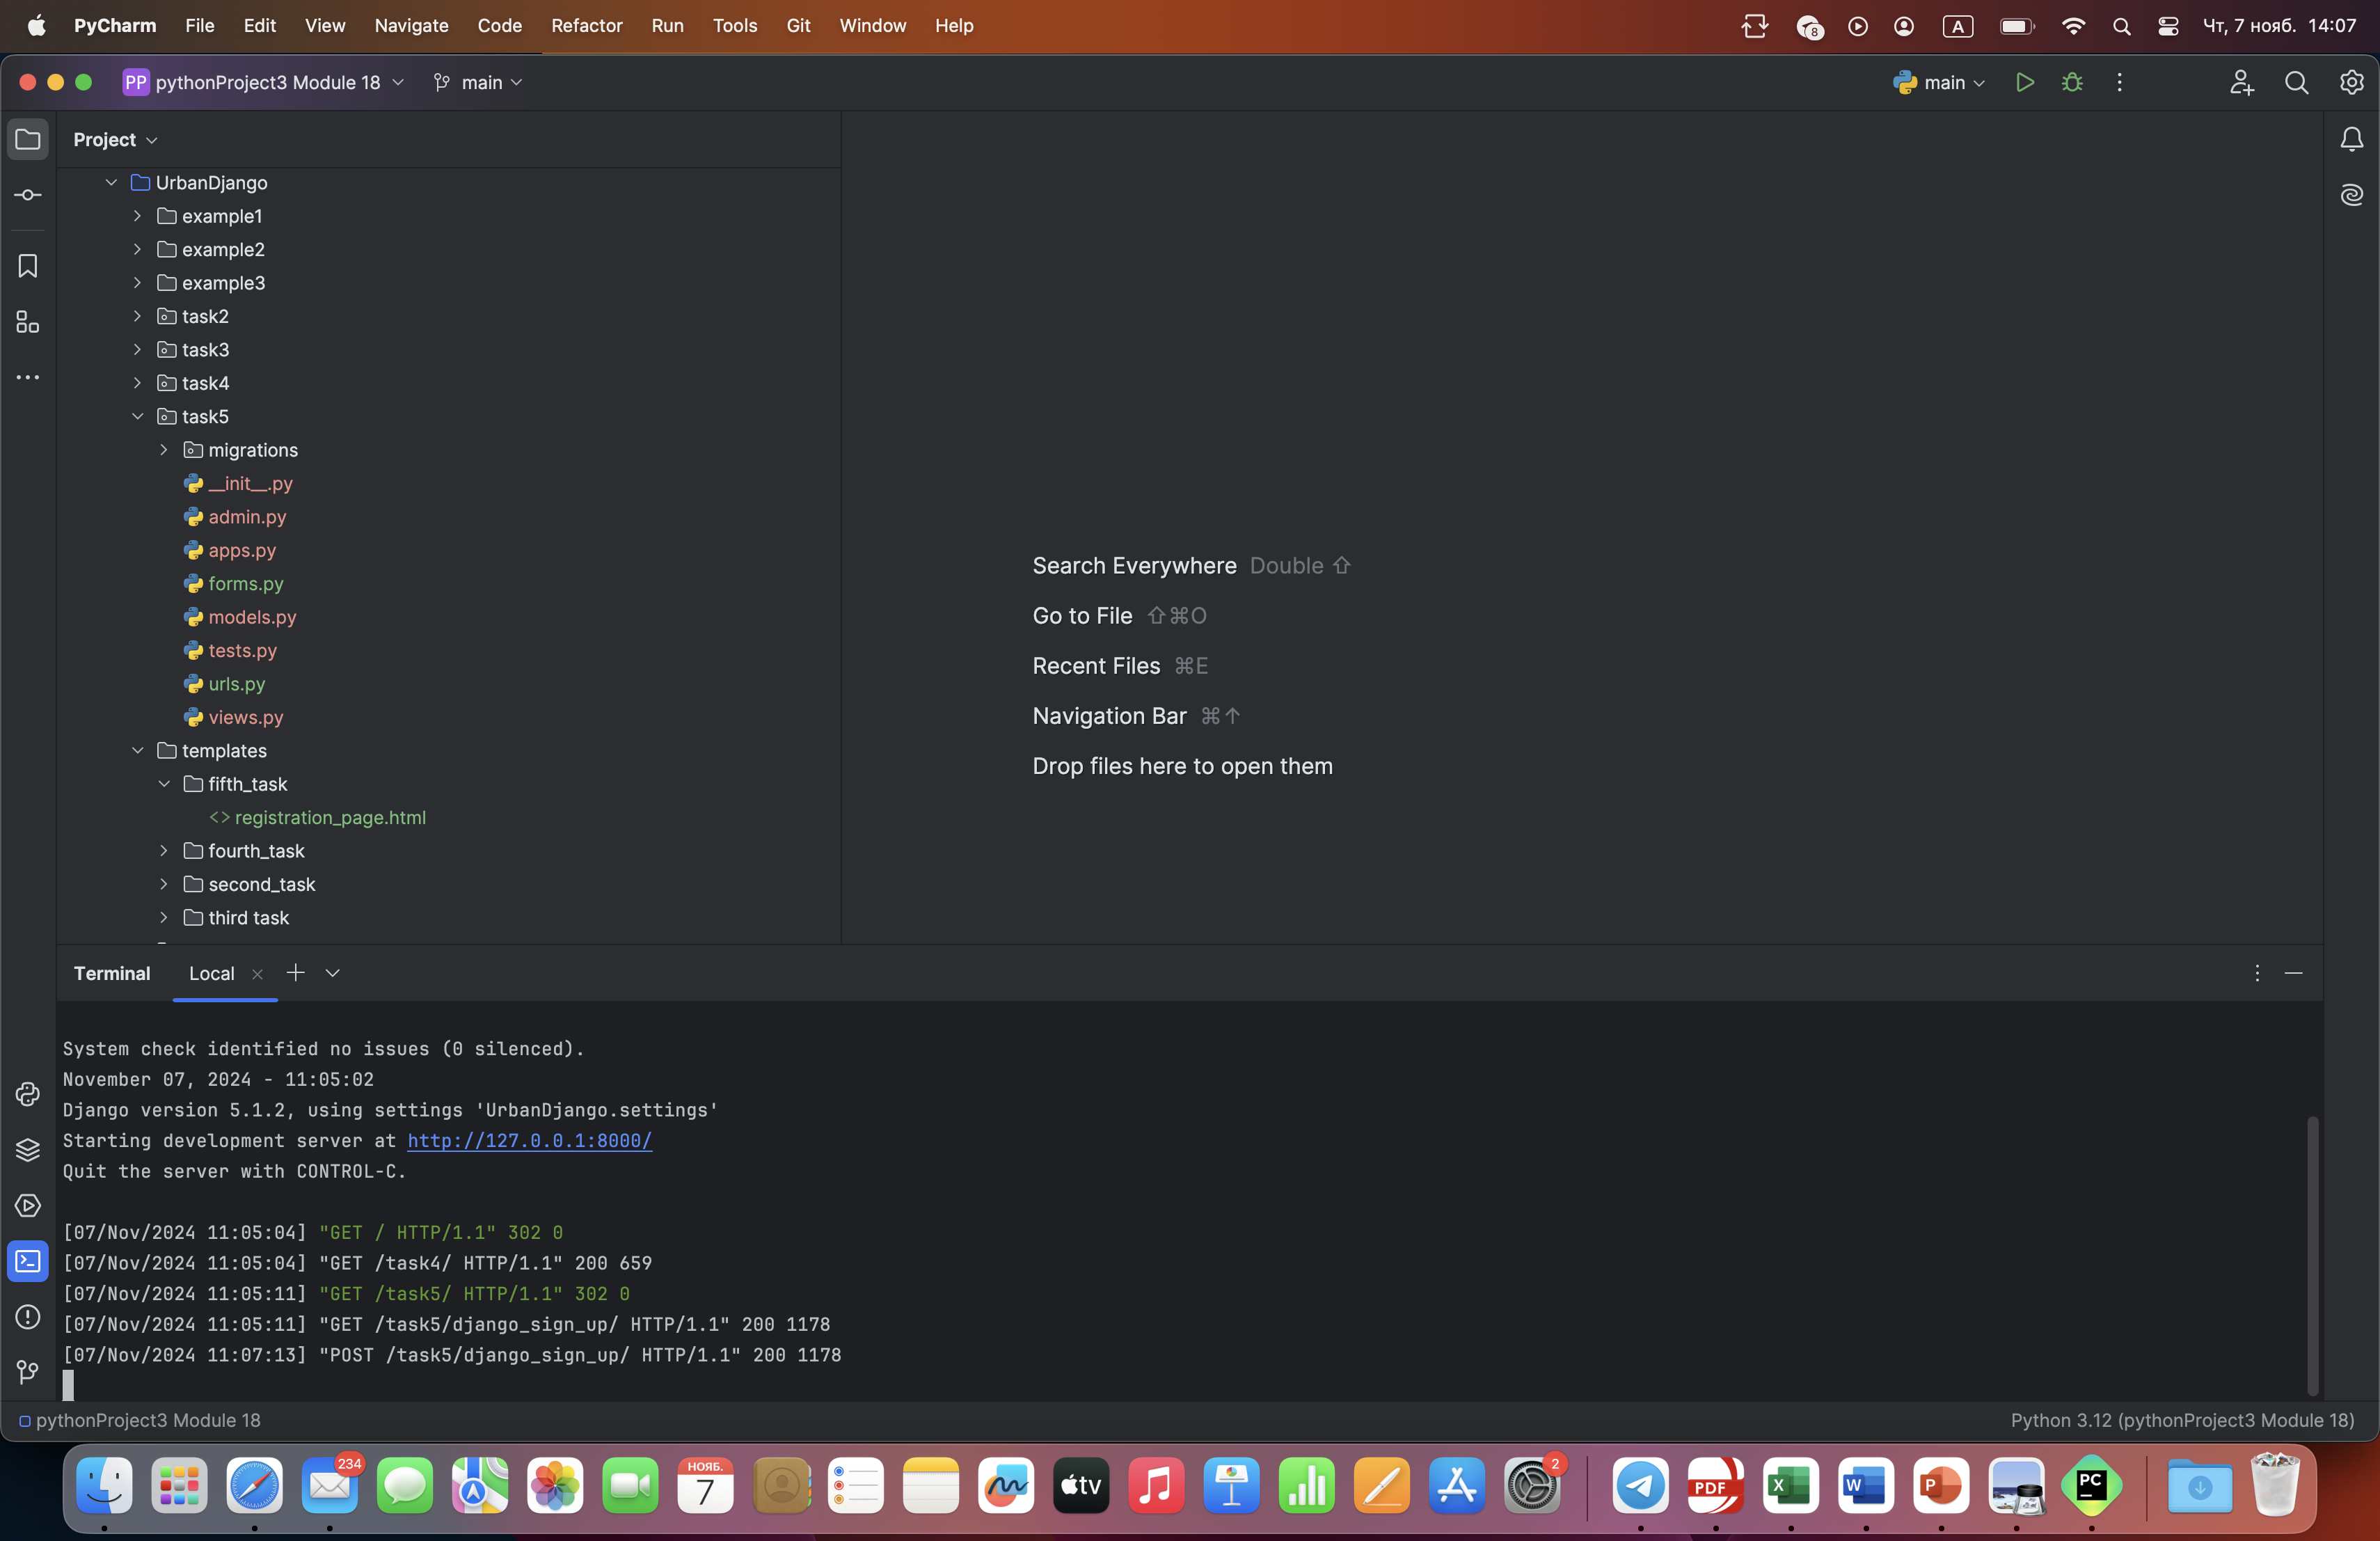 PyCharm File Edit View Navigate Code Refactor Run Tools Git Window Help 8 A Чт, 7 нояб. 14:07
PP pythonProject3 Module 18 main main
Project
UrbanDjango
example1
example2
example3
task2
task3
task4
task5
migrations
__init__.py
admin.py
apps.py
forms.py
models.py
tests.py
urls.py
views.py
templates
fifth_task
<> registration_page.html
fourth_task
second_task
third task
Search Everywhere Double ⇧
Go to File ⇧⌘O
Recent Files ⌘E
Navigation Bar ⌘↑
Drop files here to open them
Terminal Local
System check identified no issues (0 silenced).
November 07, 2024 - 11:05:02
Django version 5.1.2, using settings 'UrbanDjango.settings'
Starting development server at http://127.0.0.1:8000/
Quit the server with CONTROL-C.
[07/Nov/2024 11:05:04] "GET / HTTP/1.1" 302 0
[07/Nov/2024 11:05:04] "GET /task4/ HTTP/1.1" 200 659
[07/Nov/2024 11:05:11] "GET /task5/ HTTP/1.1" 302 0
[07/Nov/2024 11:05:11] "GET /task5/django_sign_up/ HTTP/1.1" 200 1178
[07/Nov/2024 11:07:13] "POST /task5/django_sign_up/ HTTP/1.1" 200 1178
pythonProject3 Module 18 Python 3.12 (pythonProject3 Module 18)
234 НОЯБ. 7 tv 2 PDF X W P PC